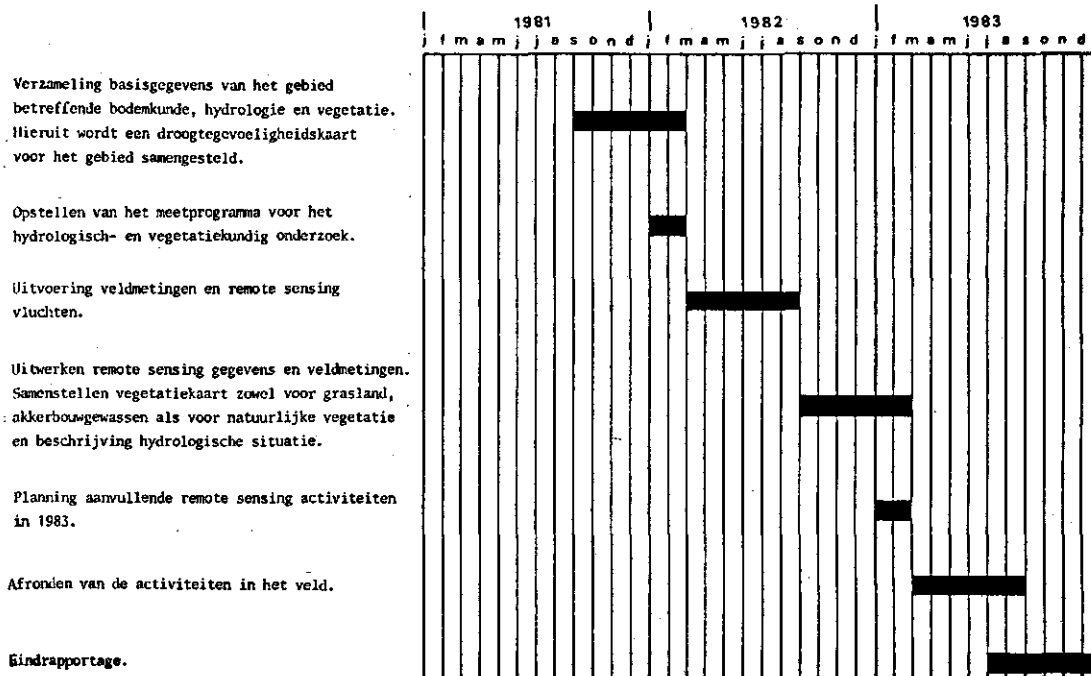 1981 1982 1983
j f m a m j j a s o n d j f m a m j j a s o n d j f m a m j j a s o n d
Verzameling basisgegevens van het gebied
betreffende bodemkunde, hydrologie en vegetatie.
Hieruit wordt een droogtegevoeligheidskaart
voor het gebied samengesteld.
Opstellen van het meetprogramma voor het
hydrologisch- en vegetatiekundig onderzoek.
Uitvoering veldmetingen en remote sensing
vluchten.
Uitwerken remote sensing gegevens en veldmetingen.
Samenstellen vegetatiekaart zowel voor grasland,
akkerbouwgewassen als voor natuurlijke vegetatie
en beschrijving hydrologische situatie.
Planning aanvullende remote sensing activiteiten
in 1983.
Afronden van de activiteiten in het veld.
Eindrapportage.